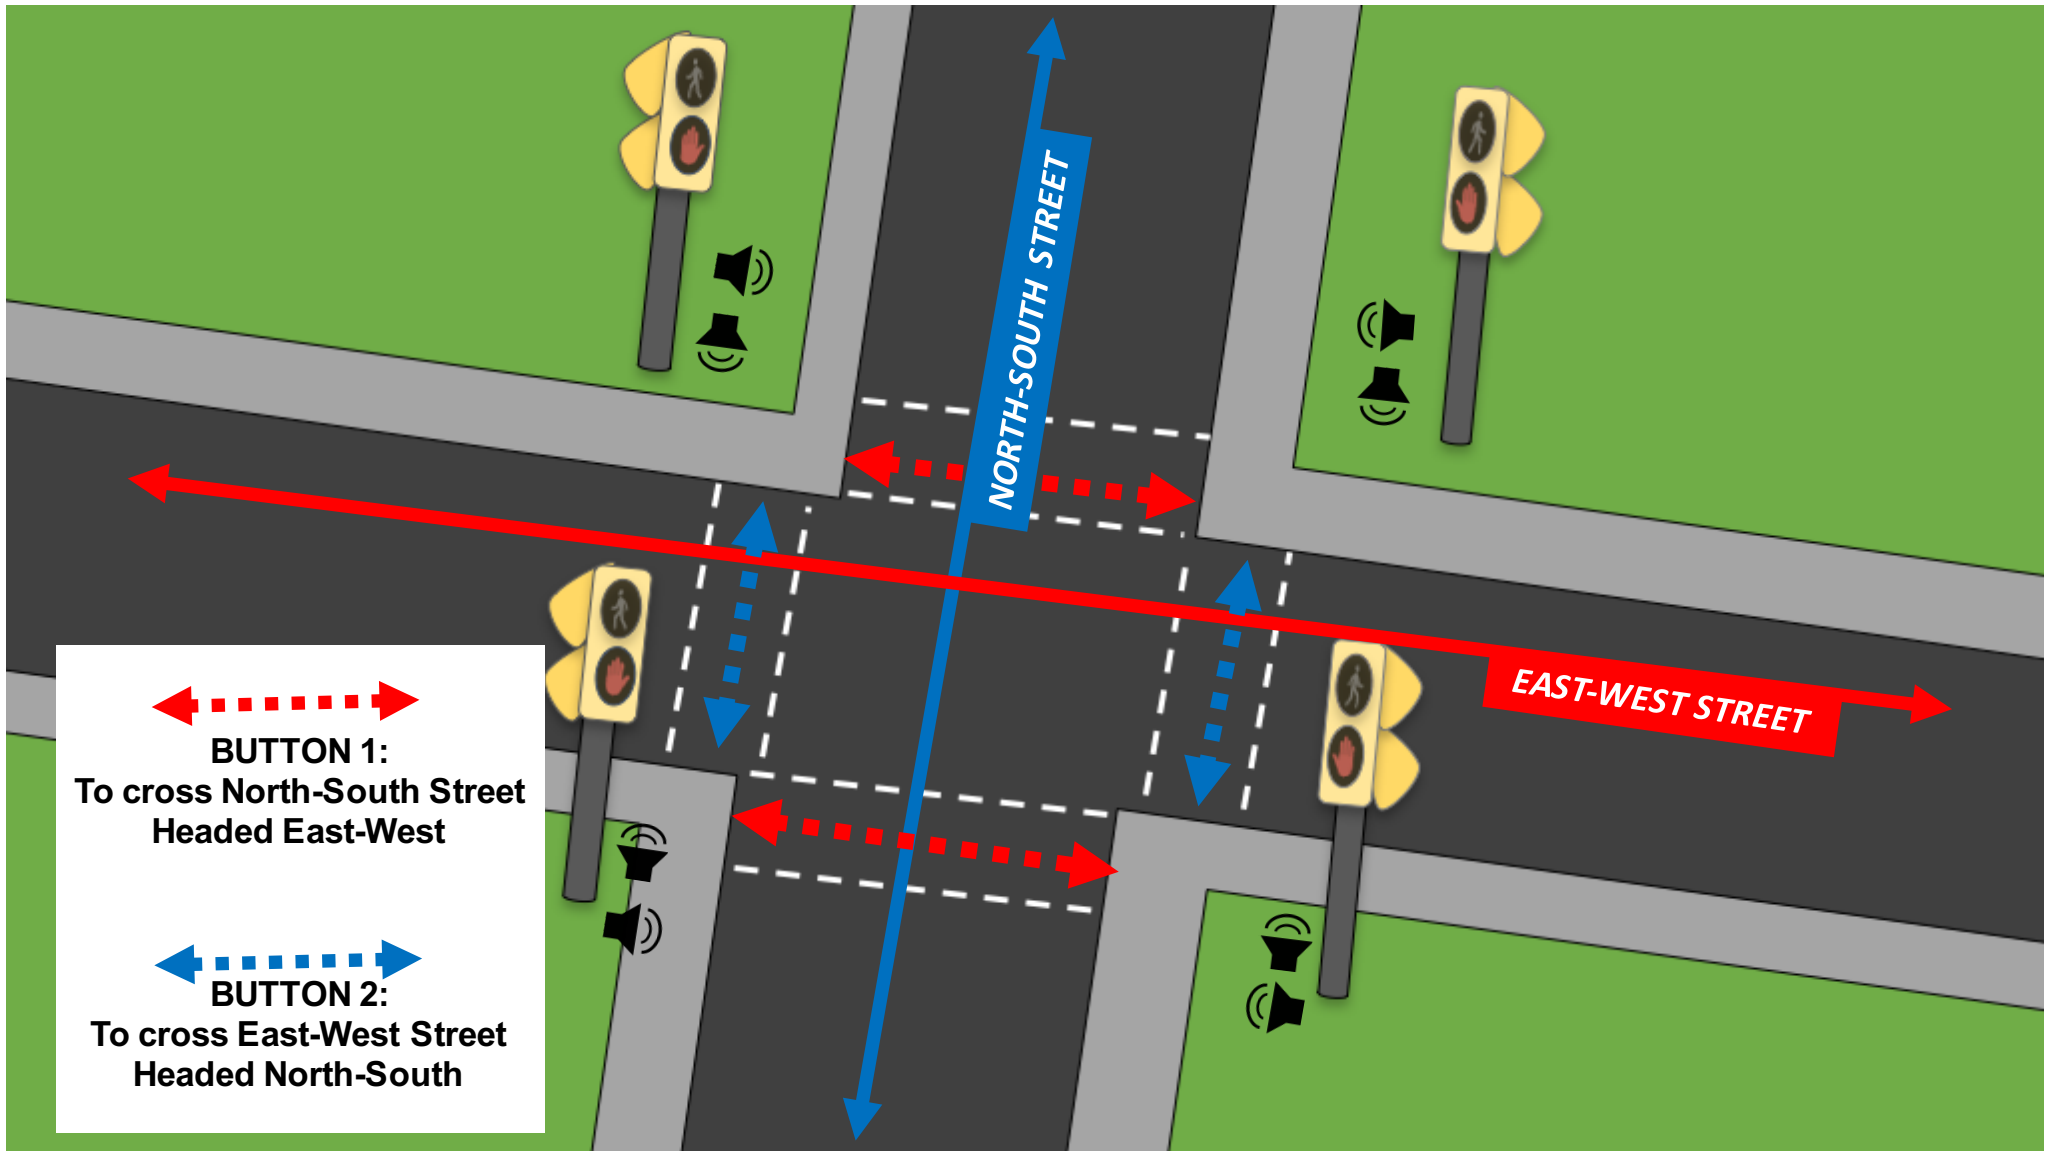 NORTH-SOUTH STREET
EAST-WEST STREET
BUTTON 1:
To cross North-South Street
Headed East-West
BUTTON 2:
To cross East-West Street
Headed North-South